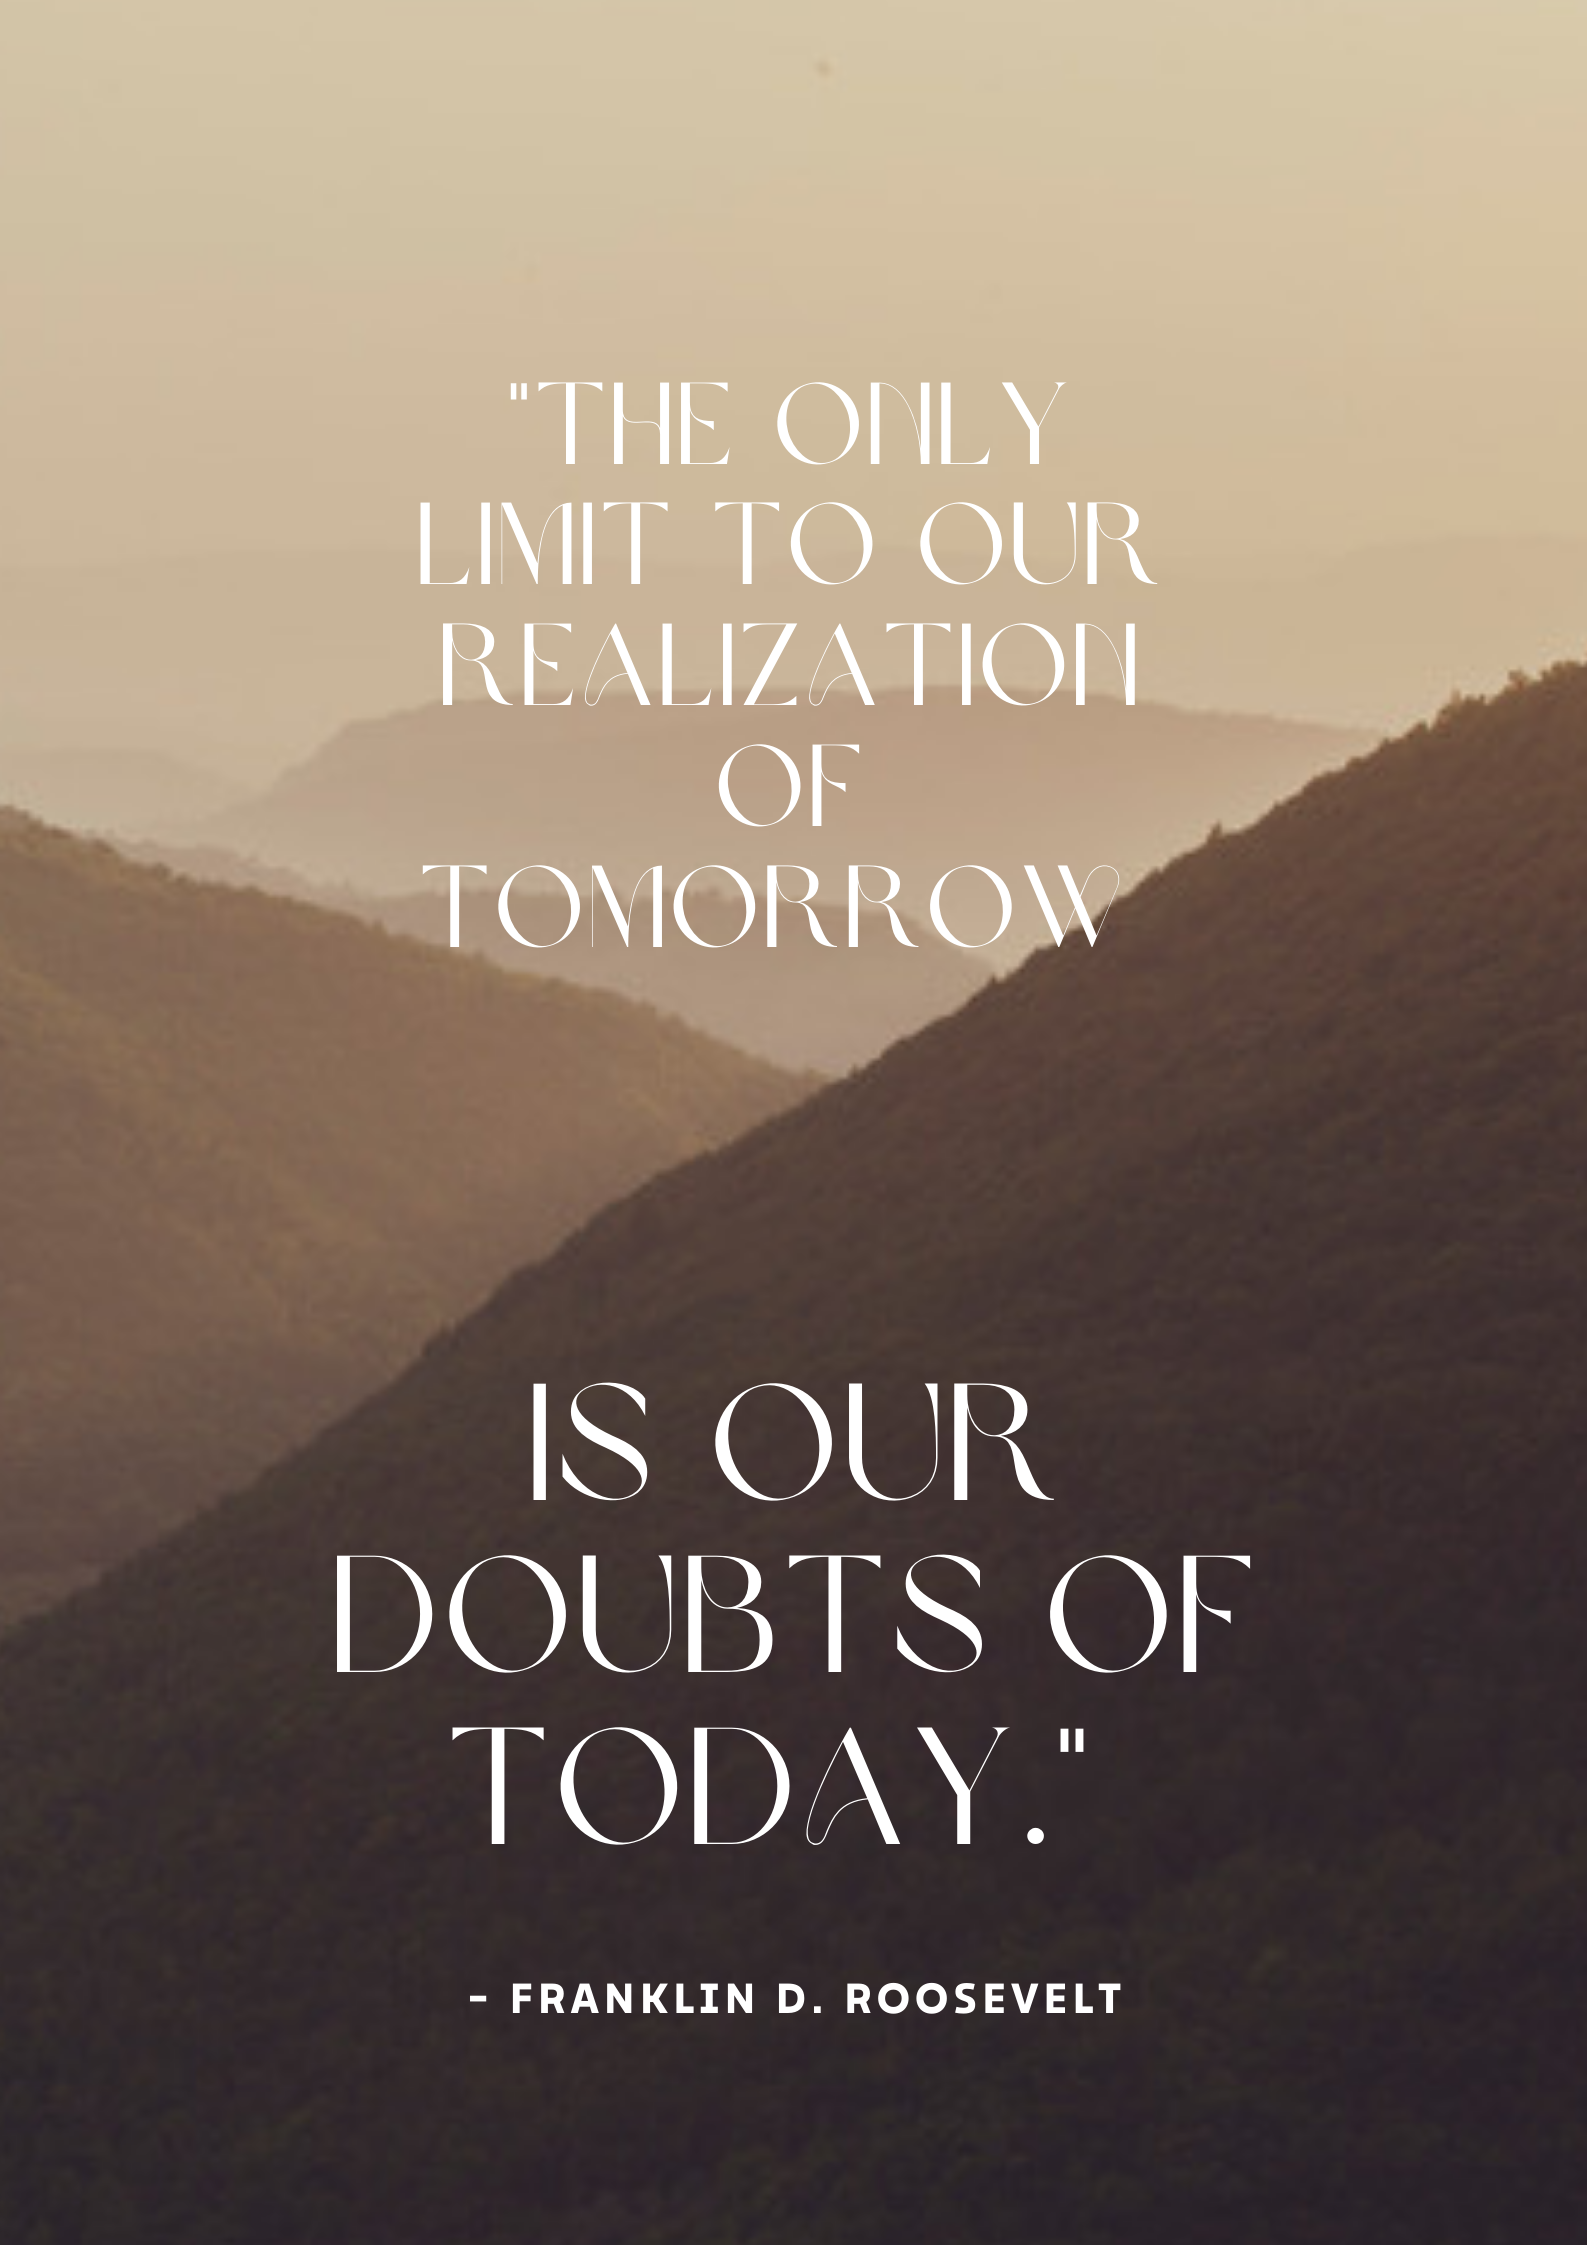 "THE ONLY
LIMIT TO OUR
REALIZATION
OF
TOMORROW
IS OUR
DOUBTS OF
TODAY."
- FRANKLIN D. ROOSEVELT